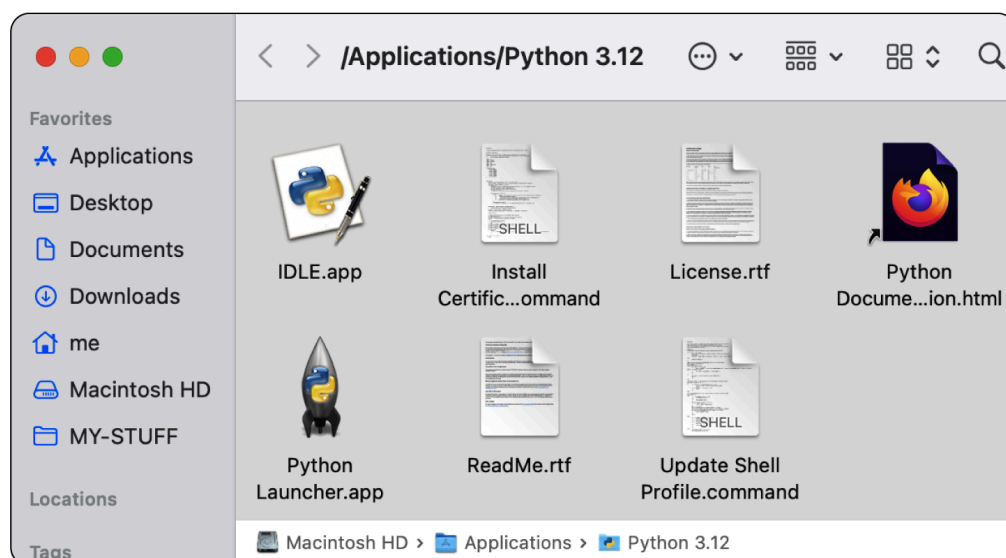 /Applications/Python 3.12
Favorites
Applications
Desktop
Documents
Downloads
me
Macintosh HD
MY-STUFF
Locations
Tags
IDLE.app
Install
Certific...ommand
License.rtf
Python
Docume...ion.html
Python
Launcher.app
ReadMe.rtf
Update Shell
Profile.command
SHELL
SHELL
Macintosh HD › Applications › Python 3.12